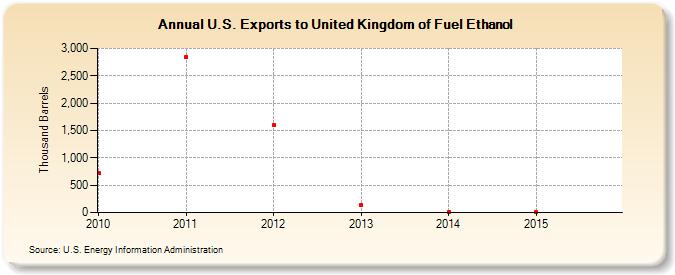 Annual U.S. Exports to United Kingdom of Fuel Ethanol
Thousand Barrels
3,000
2,500
2,000
1,500
1,000
500
0
2010 2011 2012 2013 2014 2015
Source: U.S. Energy Information Administration